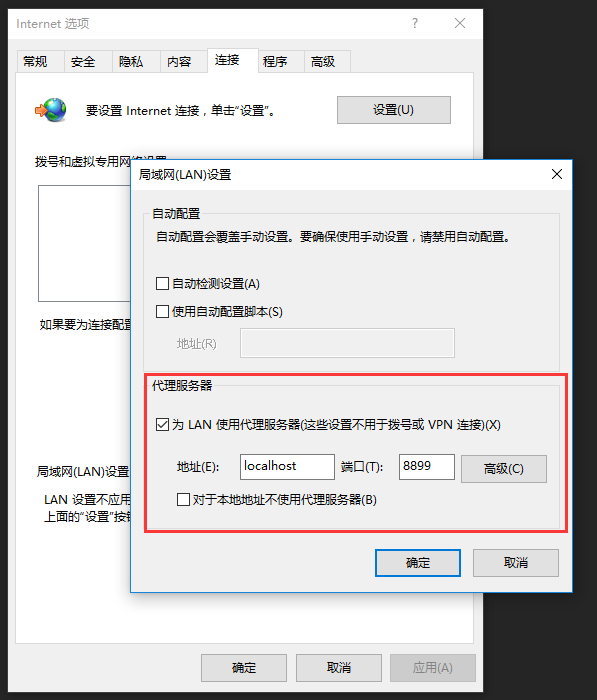 Internet 选项
常规 安全 隐私 内容 连接 程序 高级
要设置 Internet 连接，单击“设置”。
设置(U)
拨号和虚拟专用网络设置
如果要为连接配置
局域网(LAN)设置
LAN 设置不应用
上面的“设置”按钮
局域网(LAN)设置
自动配置
自动配置会覆盖手动设置。要确保使用手动设置，请禁用自动配置。
自动检测设置(A)
使用自动配置脚本(S)
地址(R)
代理服务器
为 LAN 使用代理服务器(这些设置不用于拨号或 VPN 连接)(X)
地址(E): localhost 端口(T): 8899 高级(C)
对于本地地址不使用代理服务器(B)
确定 取消
确定 取消 应用(A)